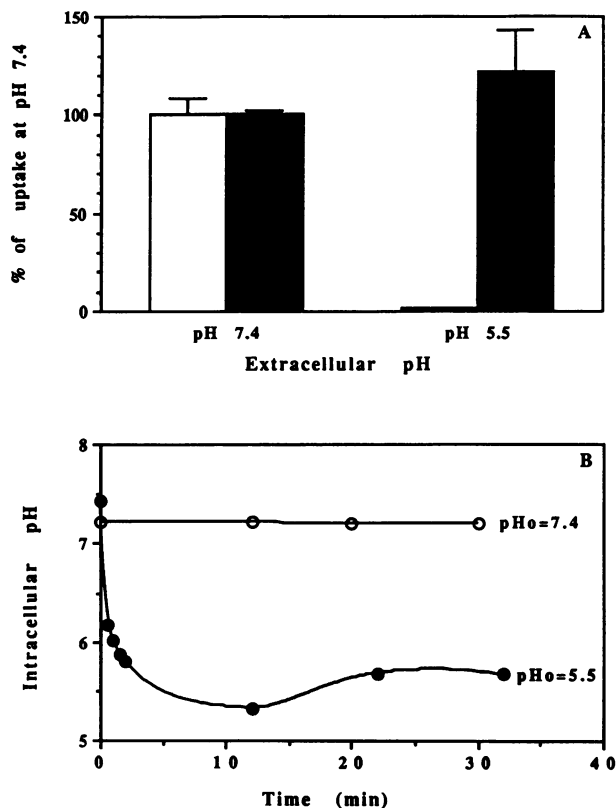 A
% of uptake at pH 7.4
150
100
50
0
pH 7.4
pH 5.5
Extracellular pH
B
Intracellular pH
8
7
6
5
pHo=7.4
pHo=5.5
0
10
20
30
40
Time (min)